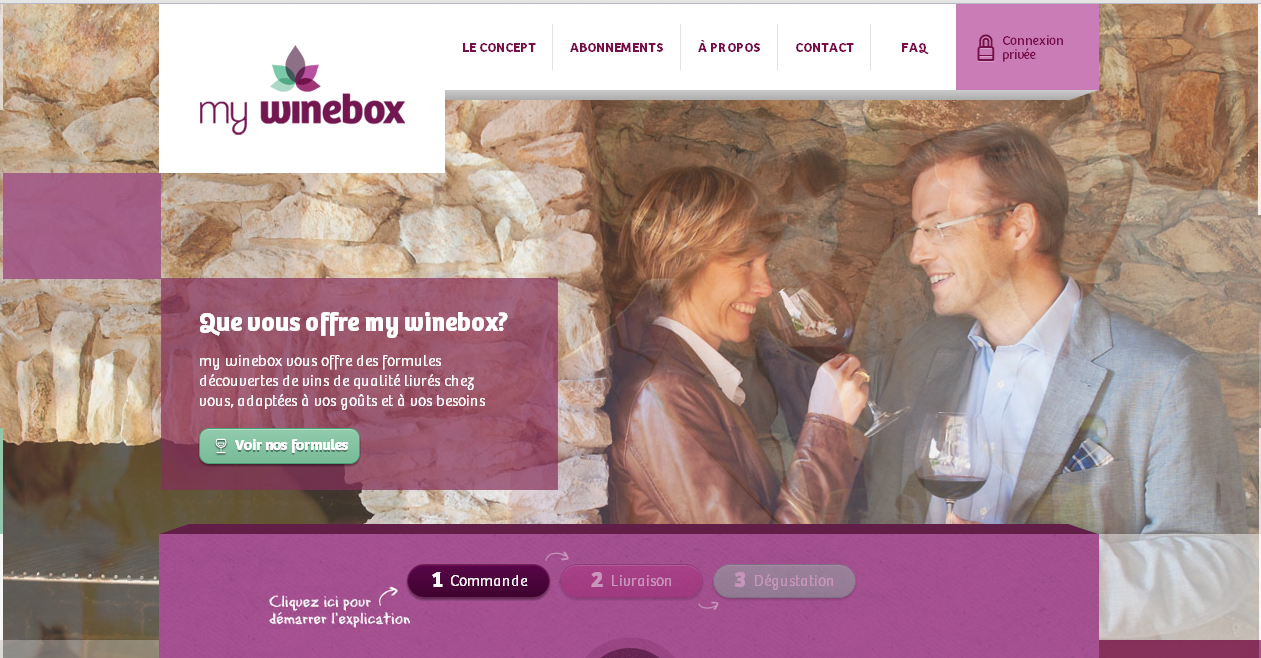 my winebox
LE CONCEPT
ABONNEMENTS
À PROPOS
CONTACT
FAQ
Connexion
privée
Que vous offre my winebox?
my winebox vous offre des formules
découvertes de vins de qualité livrés chez
vous, adaptées à vos goûts et à vos besoins
Voir nos formules
1 Commande
2 Livraison
3 Dégustation
Cliquez ici pour
démarrer l'explication